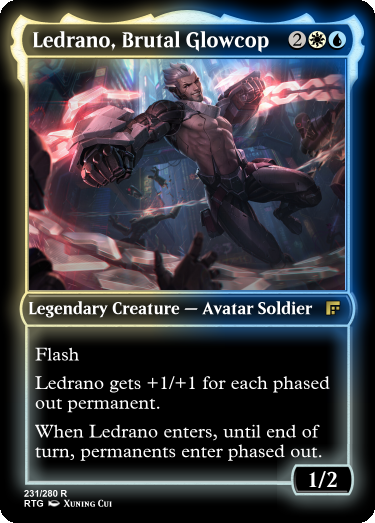 Ledrano, Brutal Glowcop 2
Legendary Creature — Avatar Soldier
Flash
Ledrano gets +1/+1 for each phased
out permanent.
When Ledrano enters, until end of
turn, permanents enter phased out.
1/2
231/280 R
RTG Xuning Cui